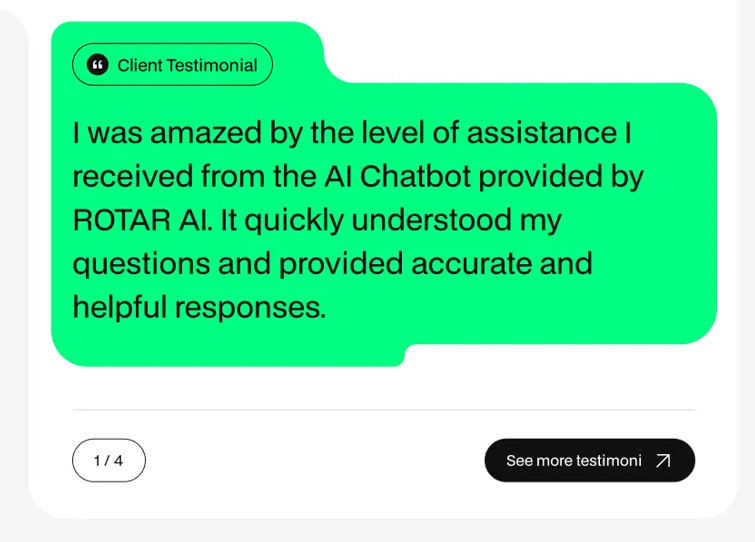 Client Testimonial
I was amazed by the level of assistance I
received from the AI Chatbot provided by
ROTAR AI. It quickly understood my
questions and provided accurate and
helpful responses.
1 / 4
See more testimoni